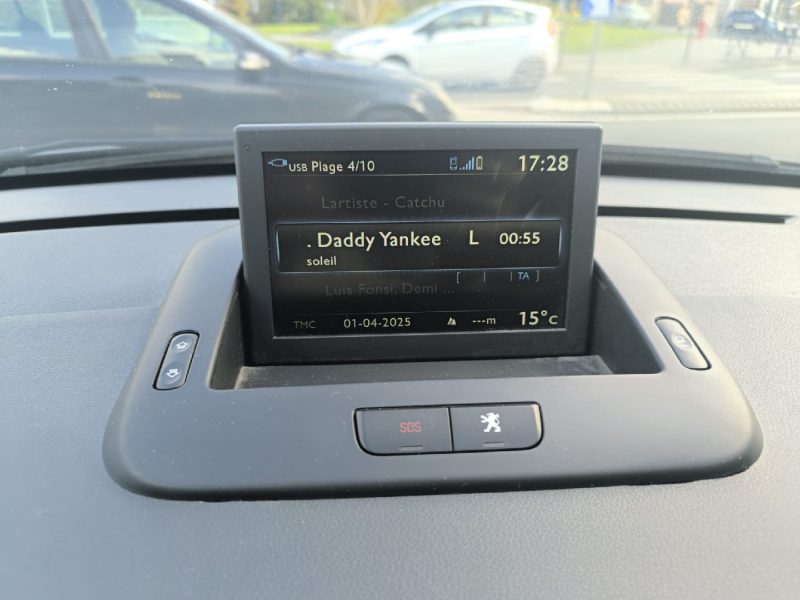 USB Plage 4/10 17:28
Lartiste - Catchu
. Daddy Yankee L 00:55
soleil
[ | | TA ]
Luis Fonsi, Demi ...
TMC 01-04-2025 ---m 15°C
SOS